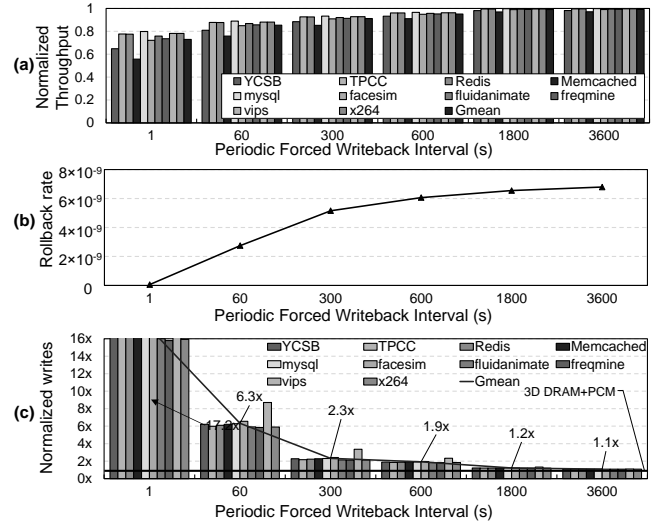 (a)
Normalized
Throughput
1
0.8
0.6
0.4
0.2
0
YCSB TPCC Redis Memcached
mysql facesim fluidanimate freqmine
vips x264 Gmean
1 60 300 600 1800 3600
Periodic Forced Writeback Interval (s)
(b)
Rollback rate
8×10-9
6×10-9
4×10-9
2×10-9
0
1 60 300 600 1800 3600
Periodic Forced Writeback Interval (s)
(c)
Normalized writes
16x
14x
12x
10x
8x
6x
4x
2x
0x
YCSB TPCC Redis Memcached
mysql facesim fluidanimate freqmine
vips x264 Gmean
3D DRAM+PCM
17.2x
6.3x
2.3x
1.9x
1.2x
1.1x
1 60 300 600 1800 3600
Periodic Forced Writeback Interval (s)